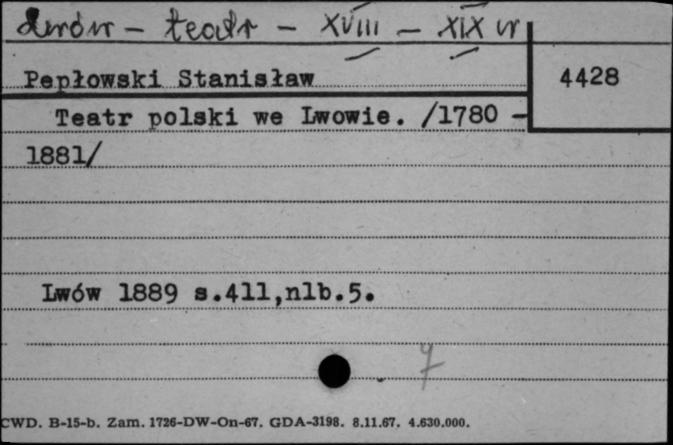 Lwów – teatr – XVIII – XIX w
Pepłowski Stanisław
4428
Teatr polski we Lwowie. /1780 -
1881/
Lwów 1889 s.411,nlb.5.
7
CWD. B-15-b. Zam. 1726-DW-On-67. GDA-3198. 8.11.67. 4.630.000.